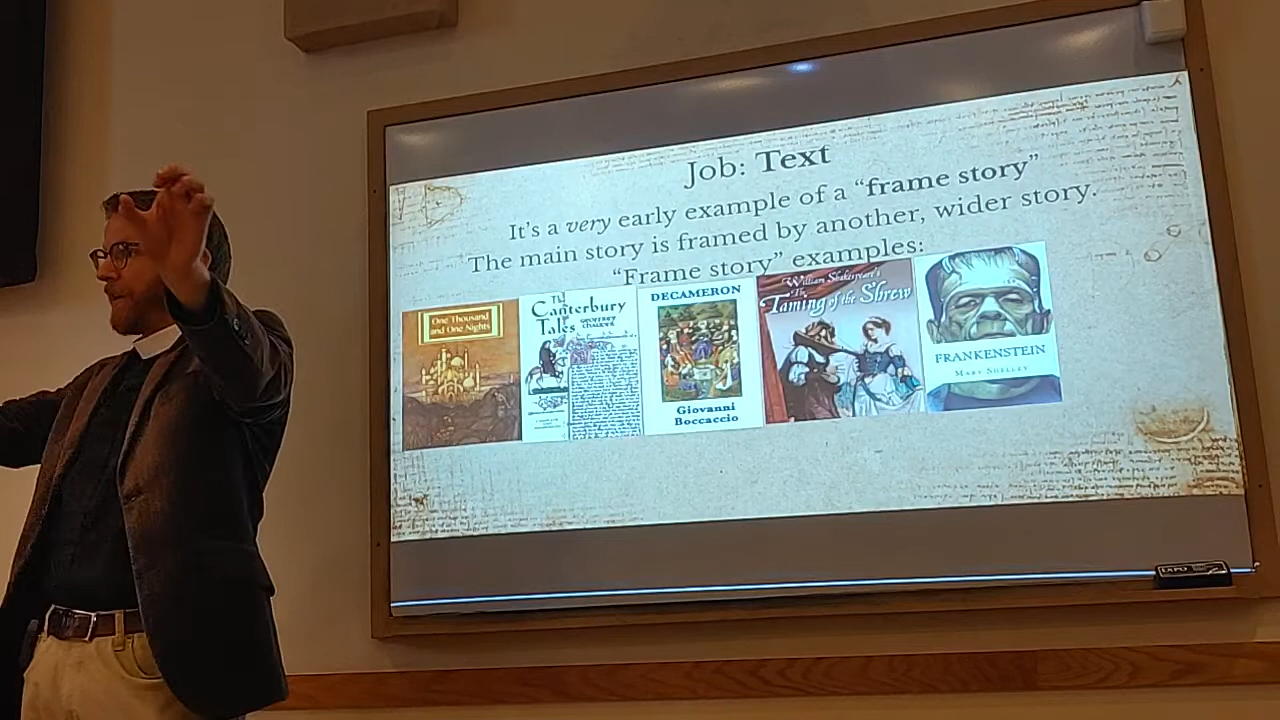 Job: Text
It's a very early example of a “frame story”
The main story is framed by another, wider story.
“Frame story” examples:
One Thousand
and One Nights
The
Canterbury
Tales
GEOFFREY
CHAUCER
DECAMERON
Giovanni
Boccaccio
William Shakespeare's
The
Taming of the Shrew
FRANKENSTEIN
MARY SHELLEY
EXPO